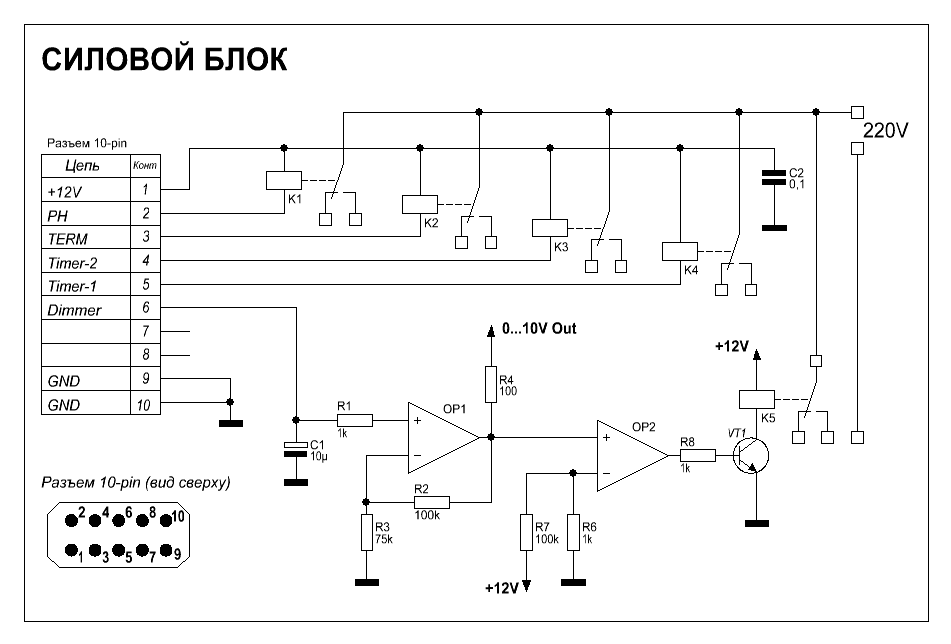 СИЛОВОЙ БЛОК
Разъем 10-pin
Цепь Конт
+12V 1
PH 2
TERM 3
Timer-2 4
Timer-1 5
Dimmer 6
7
8
GND 9
GND 10
220V
K1
K2
K3
K4
C2
0,1
0...10V Out
R4
100
+12V
K5
VT1
R1
1k
OP1
C1
10µ
R2
100k
R3
75k
OP2
R8
1k
R7
100k
R6
1k
+12V
Разъем 10-pin (вид сверху)
2 4 6 8 10
1 3 5 7 9